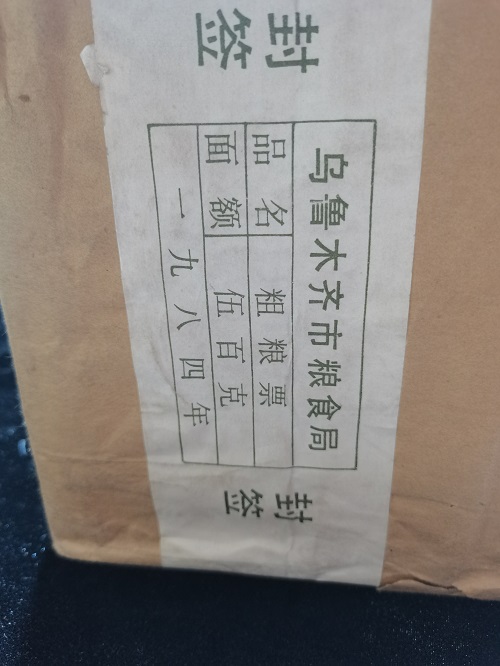 封签
乌鲁木齐市粮食局
品名 粗粮票
面额 伍百克
一九八四年
封签